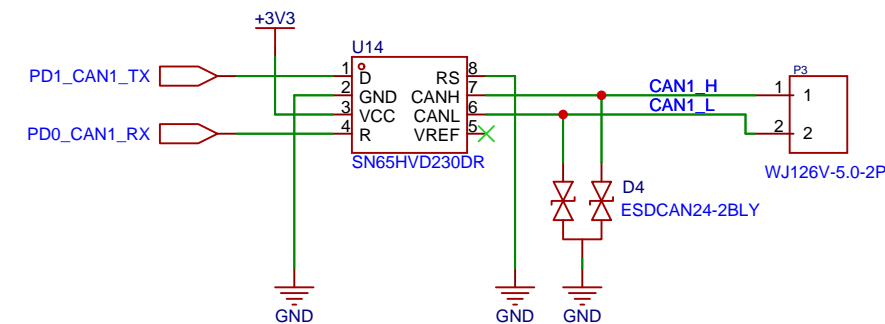 +3V3
U14
PD1_CAN1_TX
1 D RS 8
2 GND CANH 7
3 VCC CANL 6
4 R VREF 5
PD0_CAN1_RX
SN65HVD230DR
CAN1_H
CAN1_L
P3
1 1
2 2
WJ126V-5.0-2P
D4
ESDCAN24-2BLY
GND
GND
GND